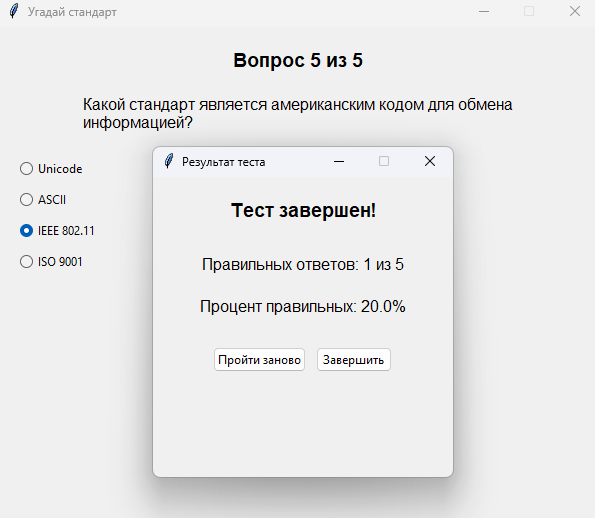 Угадай стандарт
Вопрос 5 из 5
Какой стандарт является американским кодом для обмена
информацией?
Unicode
ASCII
IEEE 802.11
ISO 9001
Результат теста
Тест завершен!
Правильных ответов: 1 из 5
Процент правильных: 20.0%
Пройти заново
Завершить